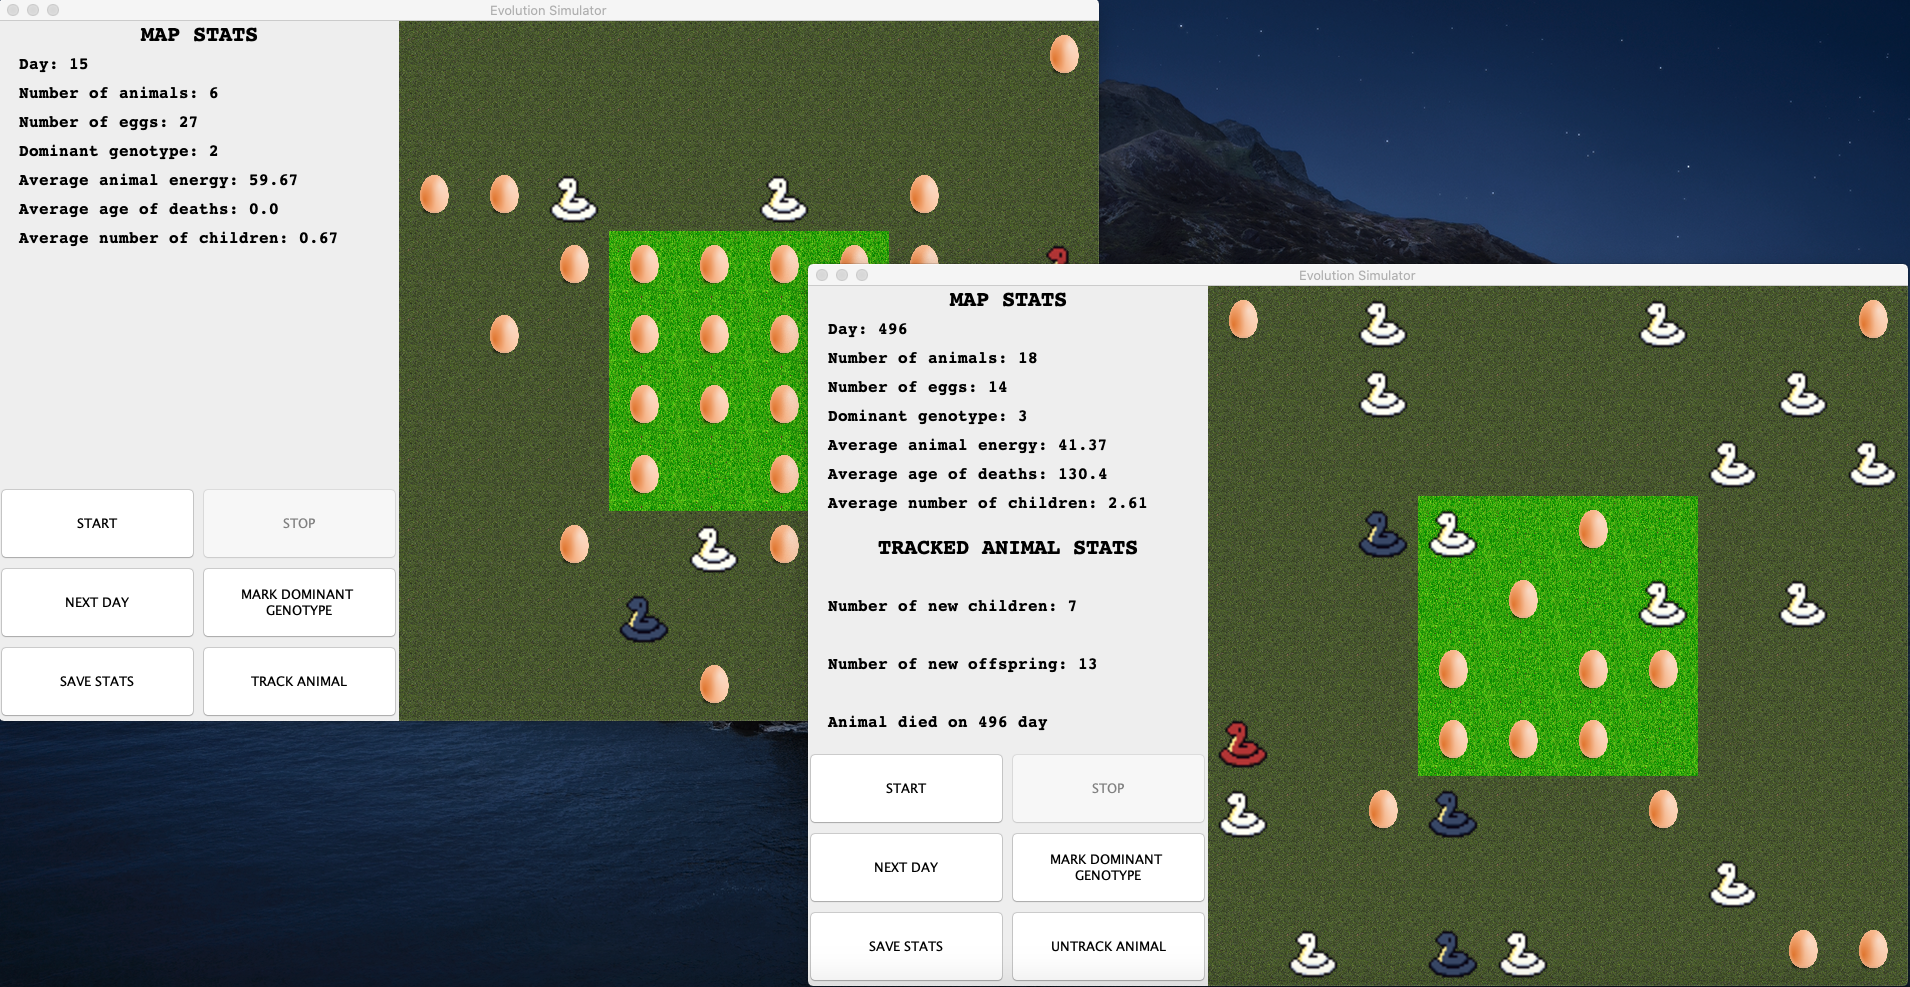 Evolution Simulator
MAP STATS
Day: 15
Number of animals: 6
Number of eggs: 27
Dominant genotype: 2
Average animal energy: 59.67
Average age of deaths: 0.0
Average number of children: 0.67
START
STOP
NEXT DAY
MARK DOMINANT
GENOTYPE
SAVE STATS
TRACK ANIMAL
Evolution Simulator
MAP STATS
Day: 496
Number of animals: 18
Number of eggs: 14
Dominant genotype: 3
Average animal energy: 41.37
Average age of deaths: 130.4
Average number of children: 2.61
TRACKED ANIMAL STATS
Number of new children: 7
Number of new offspring: 13
Animal died on 496 day
START
STOP
NEXT DAY
MARK DOMINANT
GENOTYPE
SAVE STATS
UNTRACK ANIMAL